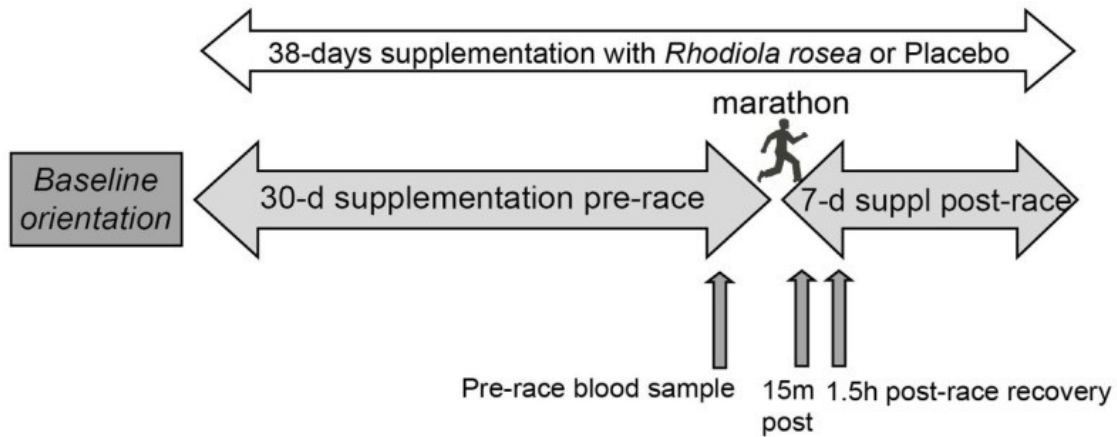 38-days supplementation with Rhodiola rosea or Placebo
marathon
Baseline
orientation
30-d supplementation pre-race
7-d suppl post-race
Pre-race blood sample
15m
post
1.5h post-race recovery